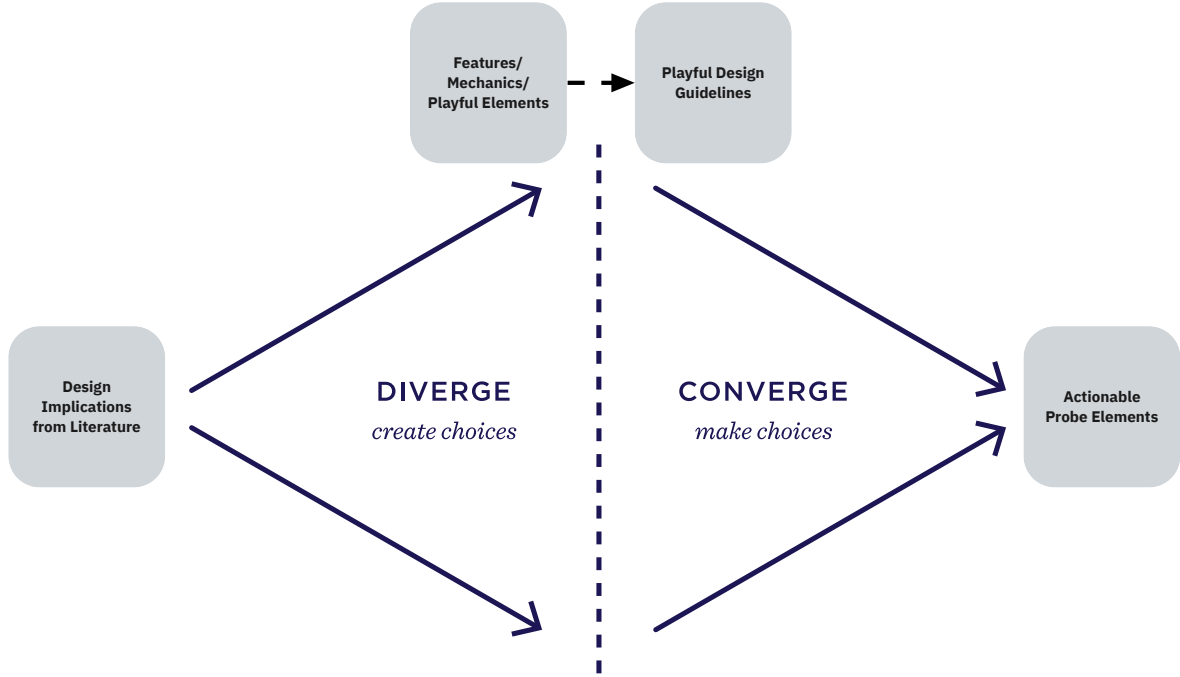 Features/
Mechanics/
Playful Elements
Playful Design
Guidelines
Design
Implications
from Literature
DIVERGE
create choices
CONVERGE
make choices
Actionable
Probe Elements